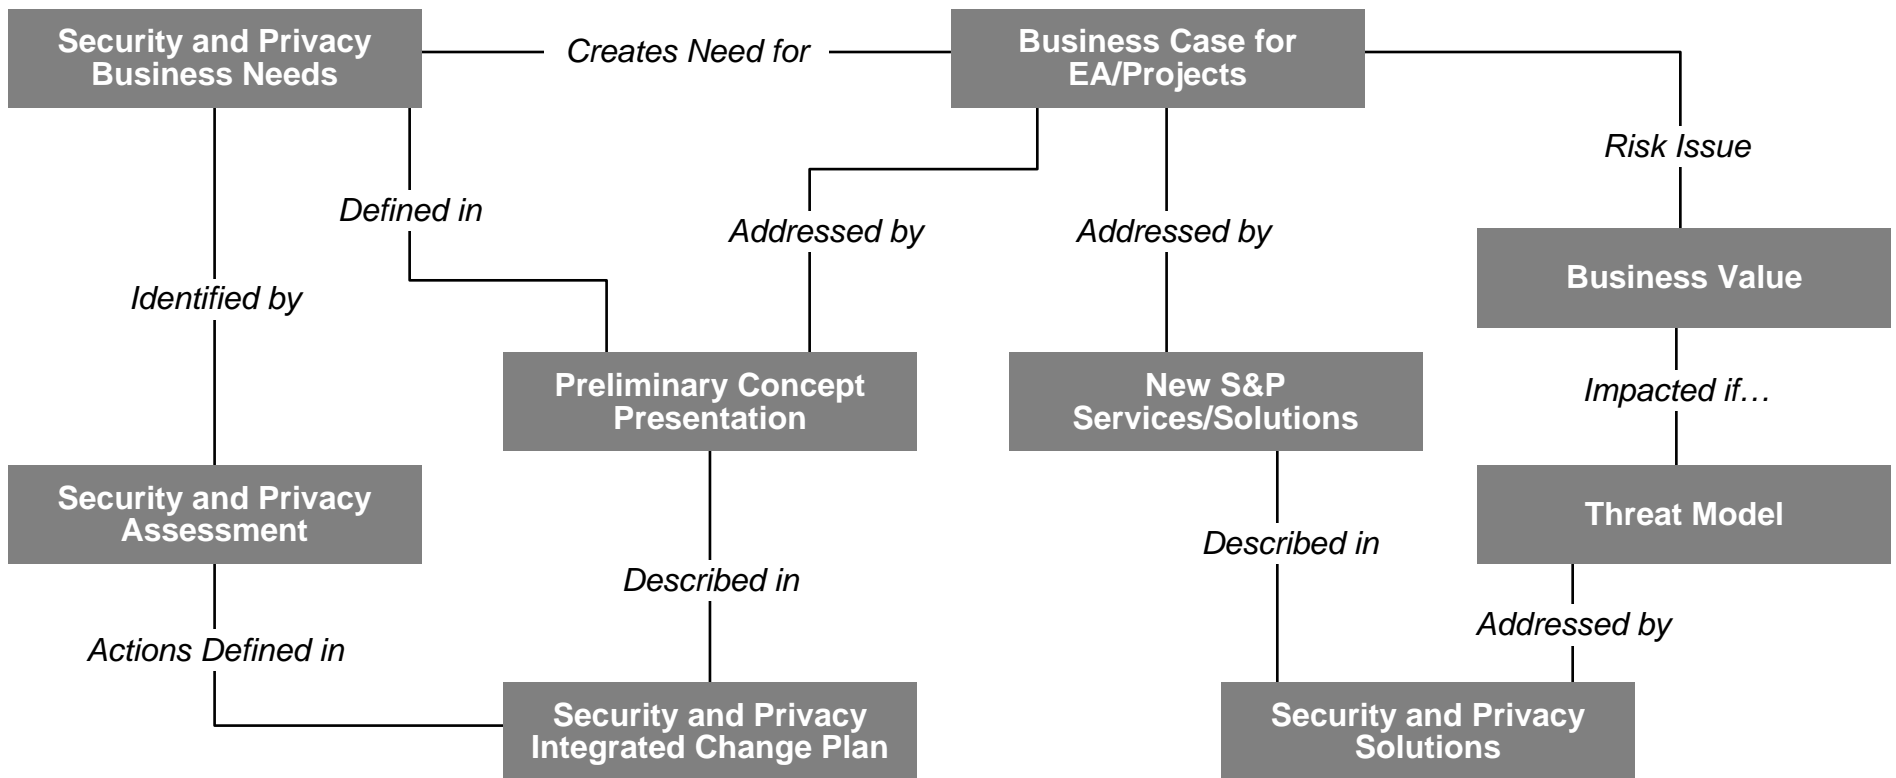 Security and Privacy
Business Needs
Creates Need for
Business Case for
EA/Projects
Risk Issue
Defined in
Addressed by
Addressed by
Business Value
Identified by
Preliminary Concept
Presentation
New S&P
Services/Solutions
Impacted if…
Security and Privacy
Assessment
Threat Model
Described in
Described in
Addressed by
Actions Defined in
Security and Privacy
Integrated Change Plan
Security and Privacy
Solutions